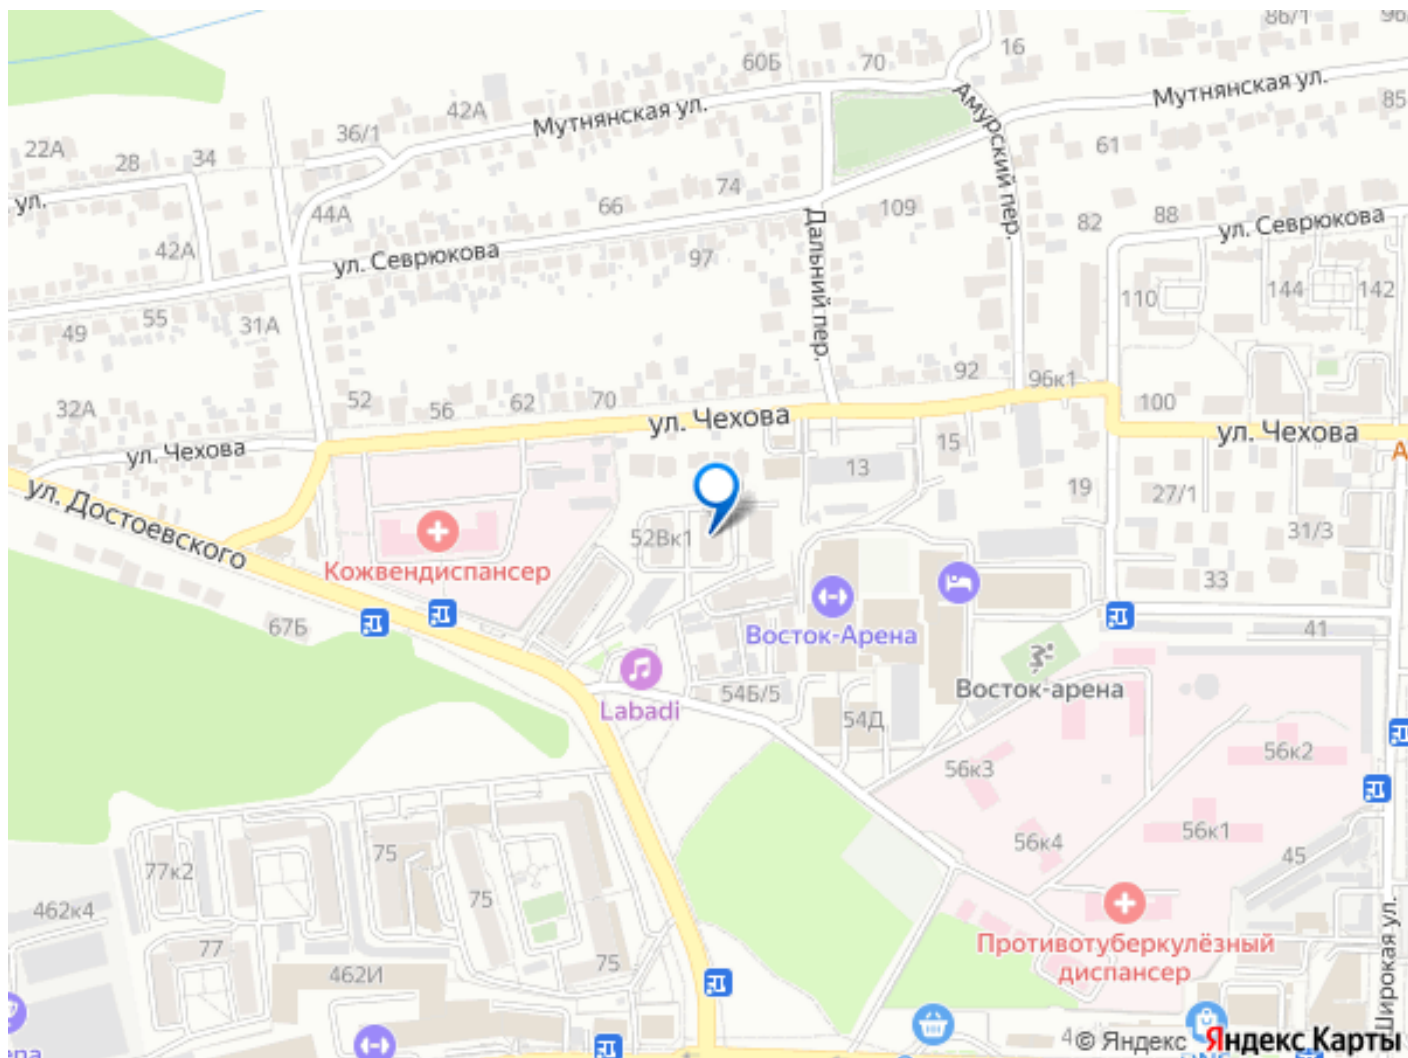 86/1
96
16
60Б
70
42А
Мутнянская ул.
Мутнянская ул.
85
Амурский пер.
36/1
22А
28
34
61
ул.
44А
66
74
109
82
88
ул. Севрюкова
42А
ул. Севрюкова
97
Дальний пер.
110
144
142
49
55
31А
32А
52
56
62
70
92
96к1
100
ул. Чехова
ул. Чехова
ул. Чехова
А
ул. Достоевского
15
13
19
27/1
31/3
52Вк1
Кожвендиспансер
33
67Б
Восток-Арена
41
Восток-арена
Labadi
54Б/5
54Д
56к3
56к2
56к1
56к4
45
77к2
75
75
462к4
77
75
462И
Противотуберкулёзный
диспансер
Широкая ул.
4
© Яндекс Яндекс Карты